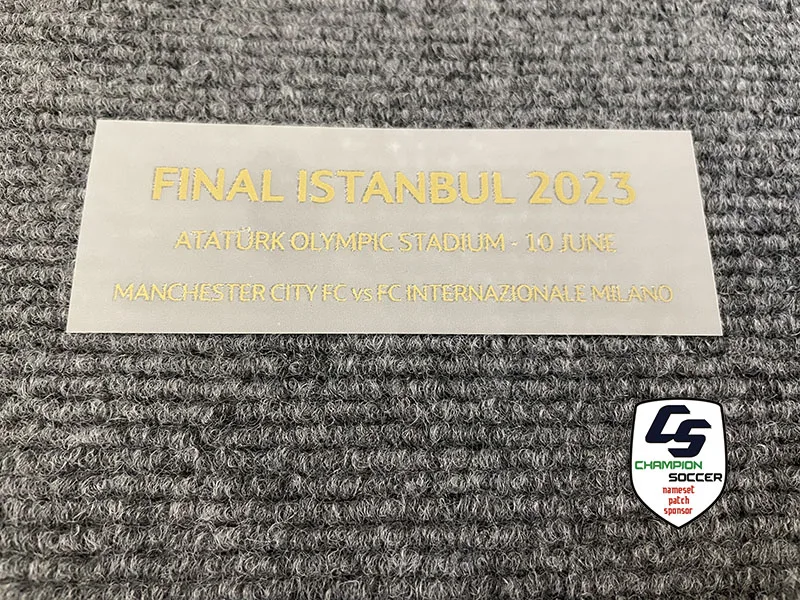 FINAL ISTANBUL 2023
ATATÜRK OLYMPIC STADIUM - 10 JUNE
MANCHESTER CITY FC vs FC INTERNAZIONALE MILANO
CS
CHAMPION
SOCCER
nameset
patch
sponsor